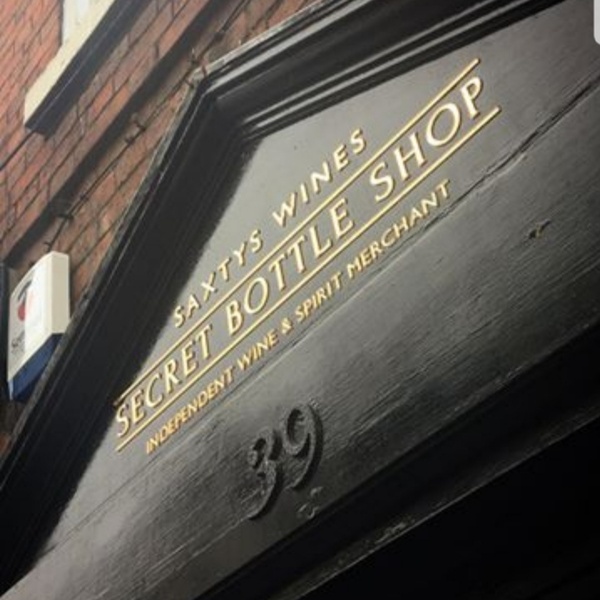 SAXTYS WINES
SECRET BOTTLE SHOP
INDEPENDENT WINE & SPIRIT MERCHANT
39